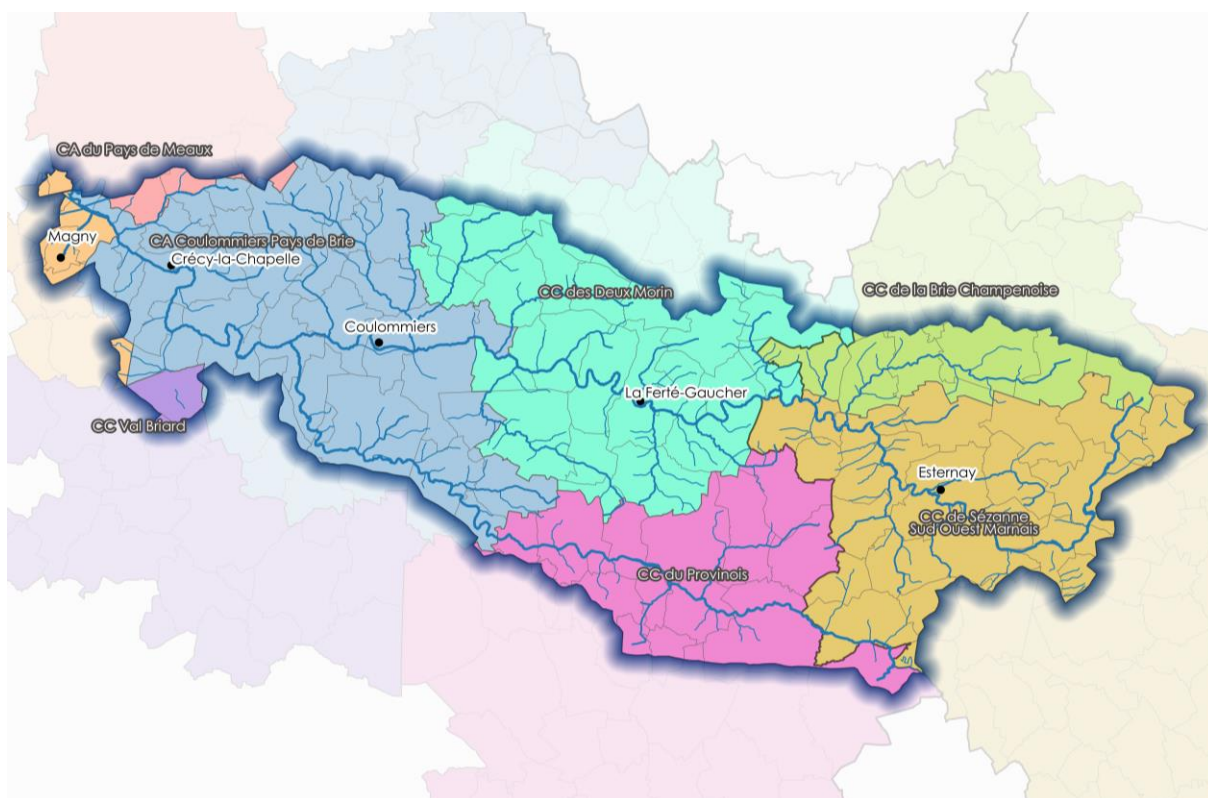 CA du Pays de Meaux
Magny
CA Coulommiers Pays de Brie
Crécy-la-Chapelle
CC des Deux Morin
CC de la Brie Champenoise
Coulommiers
La Ferté-Gaucher
CC Val Briard
Esternay
CC de Sézanne
Sud Ouest Marnais
CC du Provinois